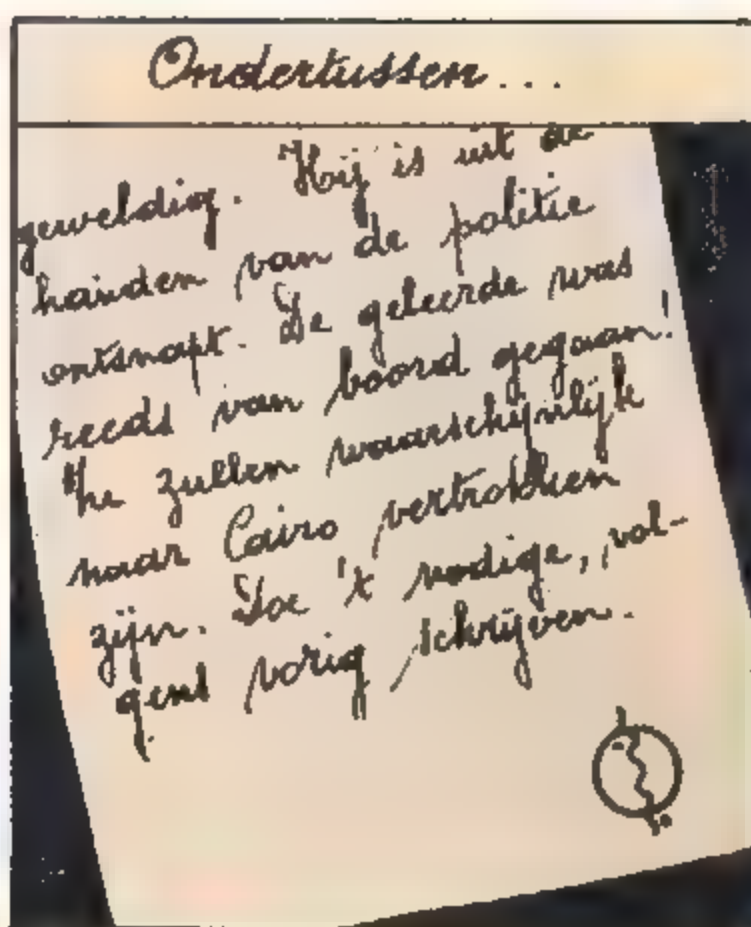 Ondertussen...
geweldig. Hij is uit de
handen van de politie
ontsnapt. De geleerde was
reeds van boord gegaan!
Ze zullen waarschijnlijk
naar Cairo vertrokken
zijn. Doe 't nodige, vol-
gens vorig schrijven.